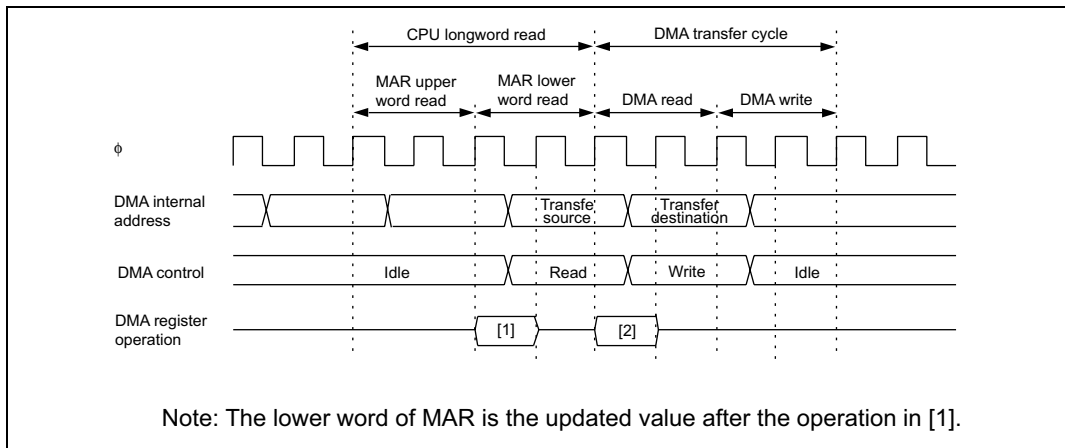 CPU longword read
DMA transfer cycle
MAR upper
word read
MAR lower
word read
DMA read
DMA write
ϕ
DMA internal
address
Transfe
source
Transfer
destination
DMA control
Idle
Read
Write
Idle
DMA register
operation
[1]
[2]
Note: The lower word of MAR is the updated value after the operation in [1].